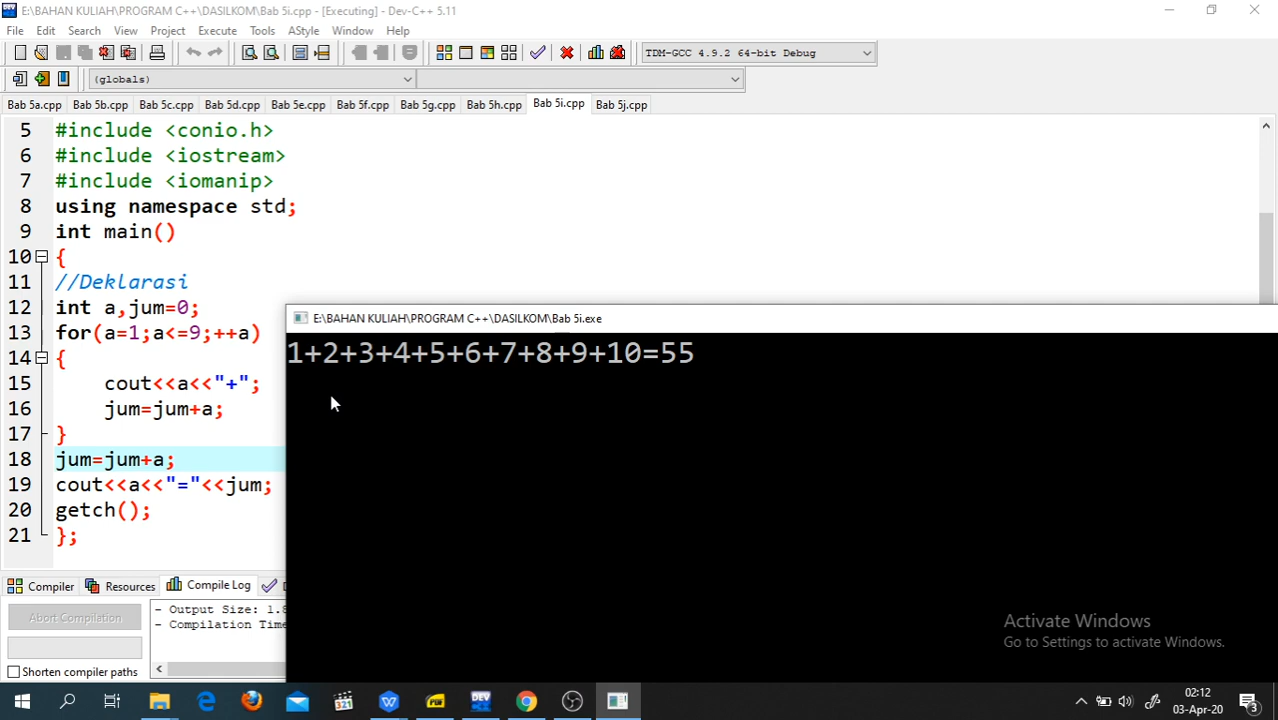 E:\BAHAN KULIAH\PROGRAM C++\DASILKOM\Bab 5i.cpp - [Executing] - Dev-C++ 5.11
File Edit Search View Project Execute Tools AStyle Window Help
TDM-GCC 4.9.2 64-bit Debug
(globals)
Bab 5a.cpp Bab 5b.cpp Bab 5c.cpp Bab 5d.cpp Bab 5e.cpp Bab 5f.cpp Bab 5g.cpp Bab 5h.cpp Bab 5i.cpp Bab 5j.cpp
5 #include <conio.h>
6 #include <iostream>
7 #include <iomanip>
8 using namespace std;
9 int main()
10 {
11 //Deklarasi
12 int a,jum=0;
13 for(a=1;a<=9;++a)
14 {
15 cout<<a<<"+";
16 jum=jum+a;
17 }
18 jum=jum+a;
19 cout<<a<<"="<<jum;
20 getch();
21 };
E:\BAHAN KULIAH\PROGRAM C++\DASILKOM\Bab 5i.exe
1+2+3+4+5+6+7+8+9+10=55
Compiler Resources Compile Log
Abort Compilation
Shorten compiler paths
- Output Size: 1.
- Compilation Time
Activate Windows
Go to Settings to activate Windows.
02:12
03-Apr-20
3